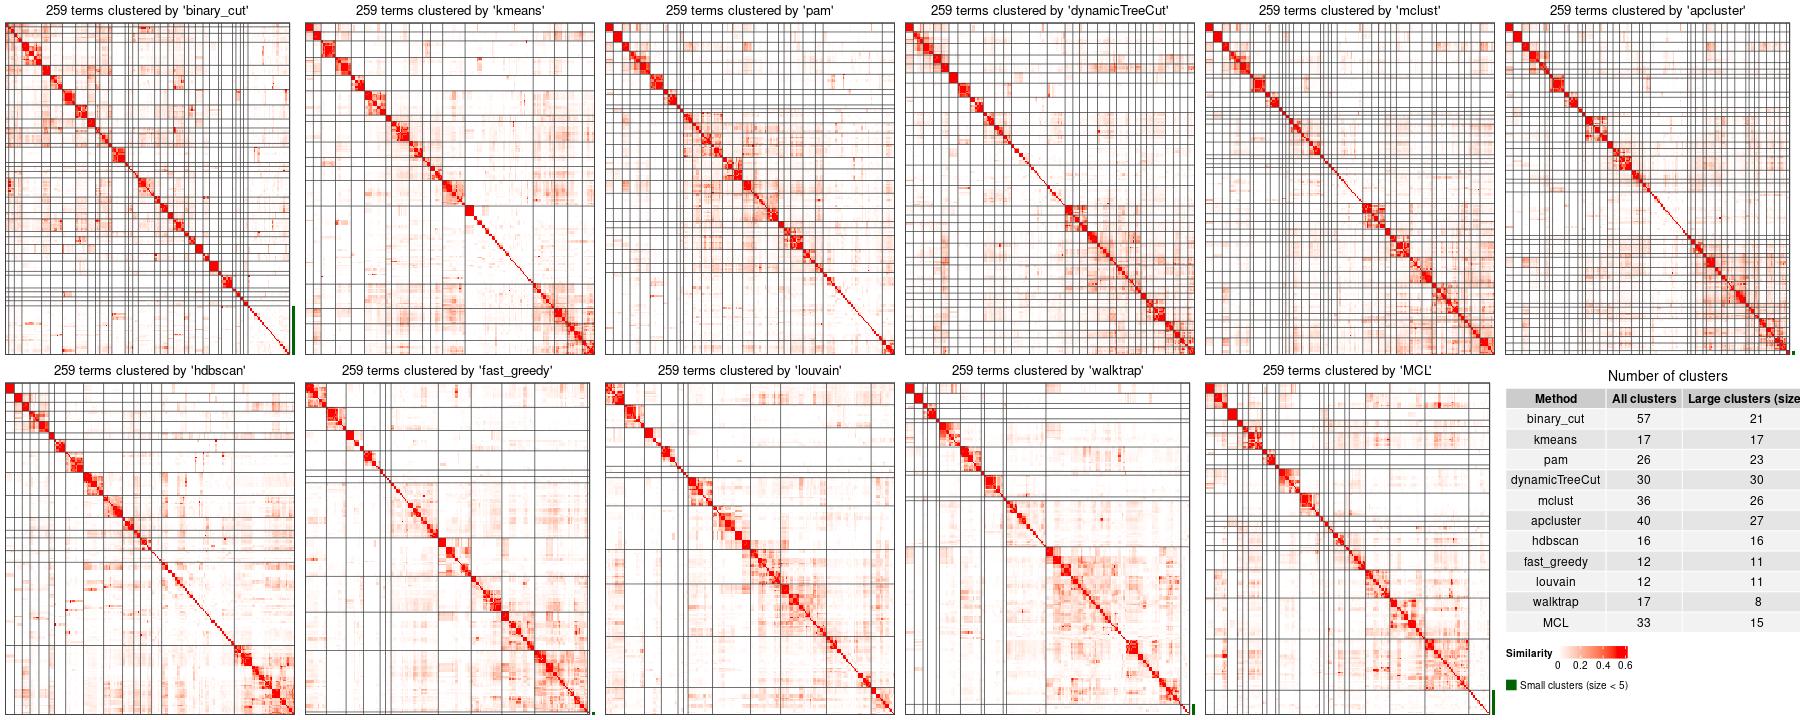 259 terms clustered by 'binary_cut'
259 terms clustered by 'kmeans'
259 terms clustered by 'pam'
259 terms clustered by 'dynamicTreeCut'
259 terms clustered by 'mclust'
259 terms clustered by 'apcluster'
259 terms clustered by 'hdbscan'
259 terms clustered by 'fast_greedy'
259 terms clustered by 'louvain'
259 terms clustered by 'walktrap'
259 terms clustered by 'MCL'
Number of clusters
Method All clusters Large clusters (size
binary_cut 57 21
kmeans 17 17
pam 26 23
dynamicTreeCut 30 30
mclust 36 26
apcluster 40 27
hdbscan 16 16
fast_greedy 12 11
louvain 12 11
walktrap 17 8
MCL 33 15
Similarity
0 0.2 0.4 0.6
Small clusters (size < 5)